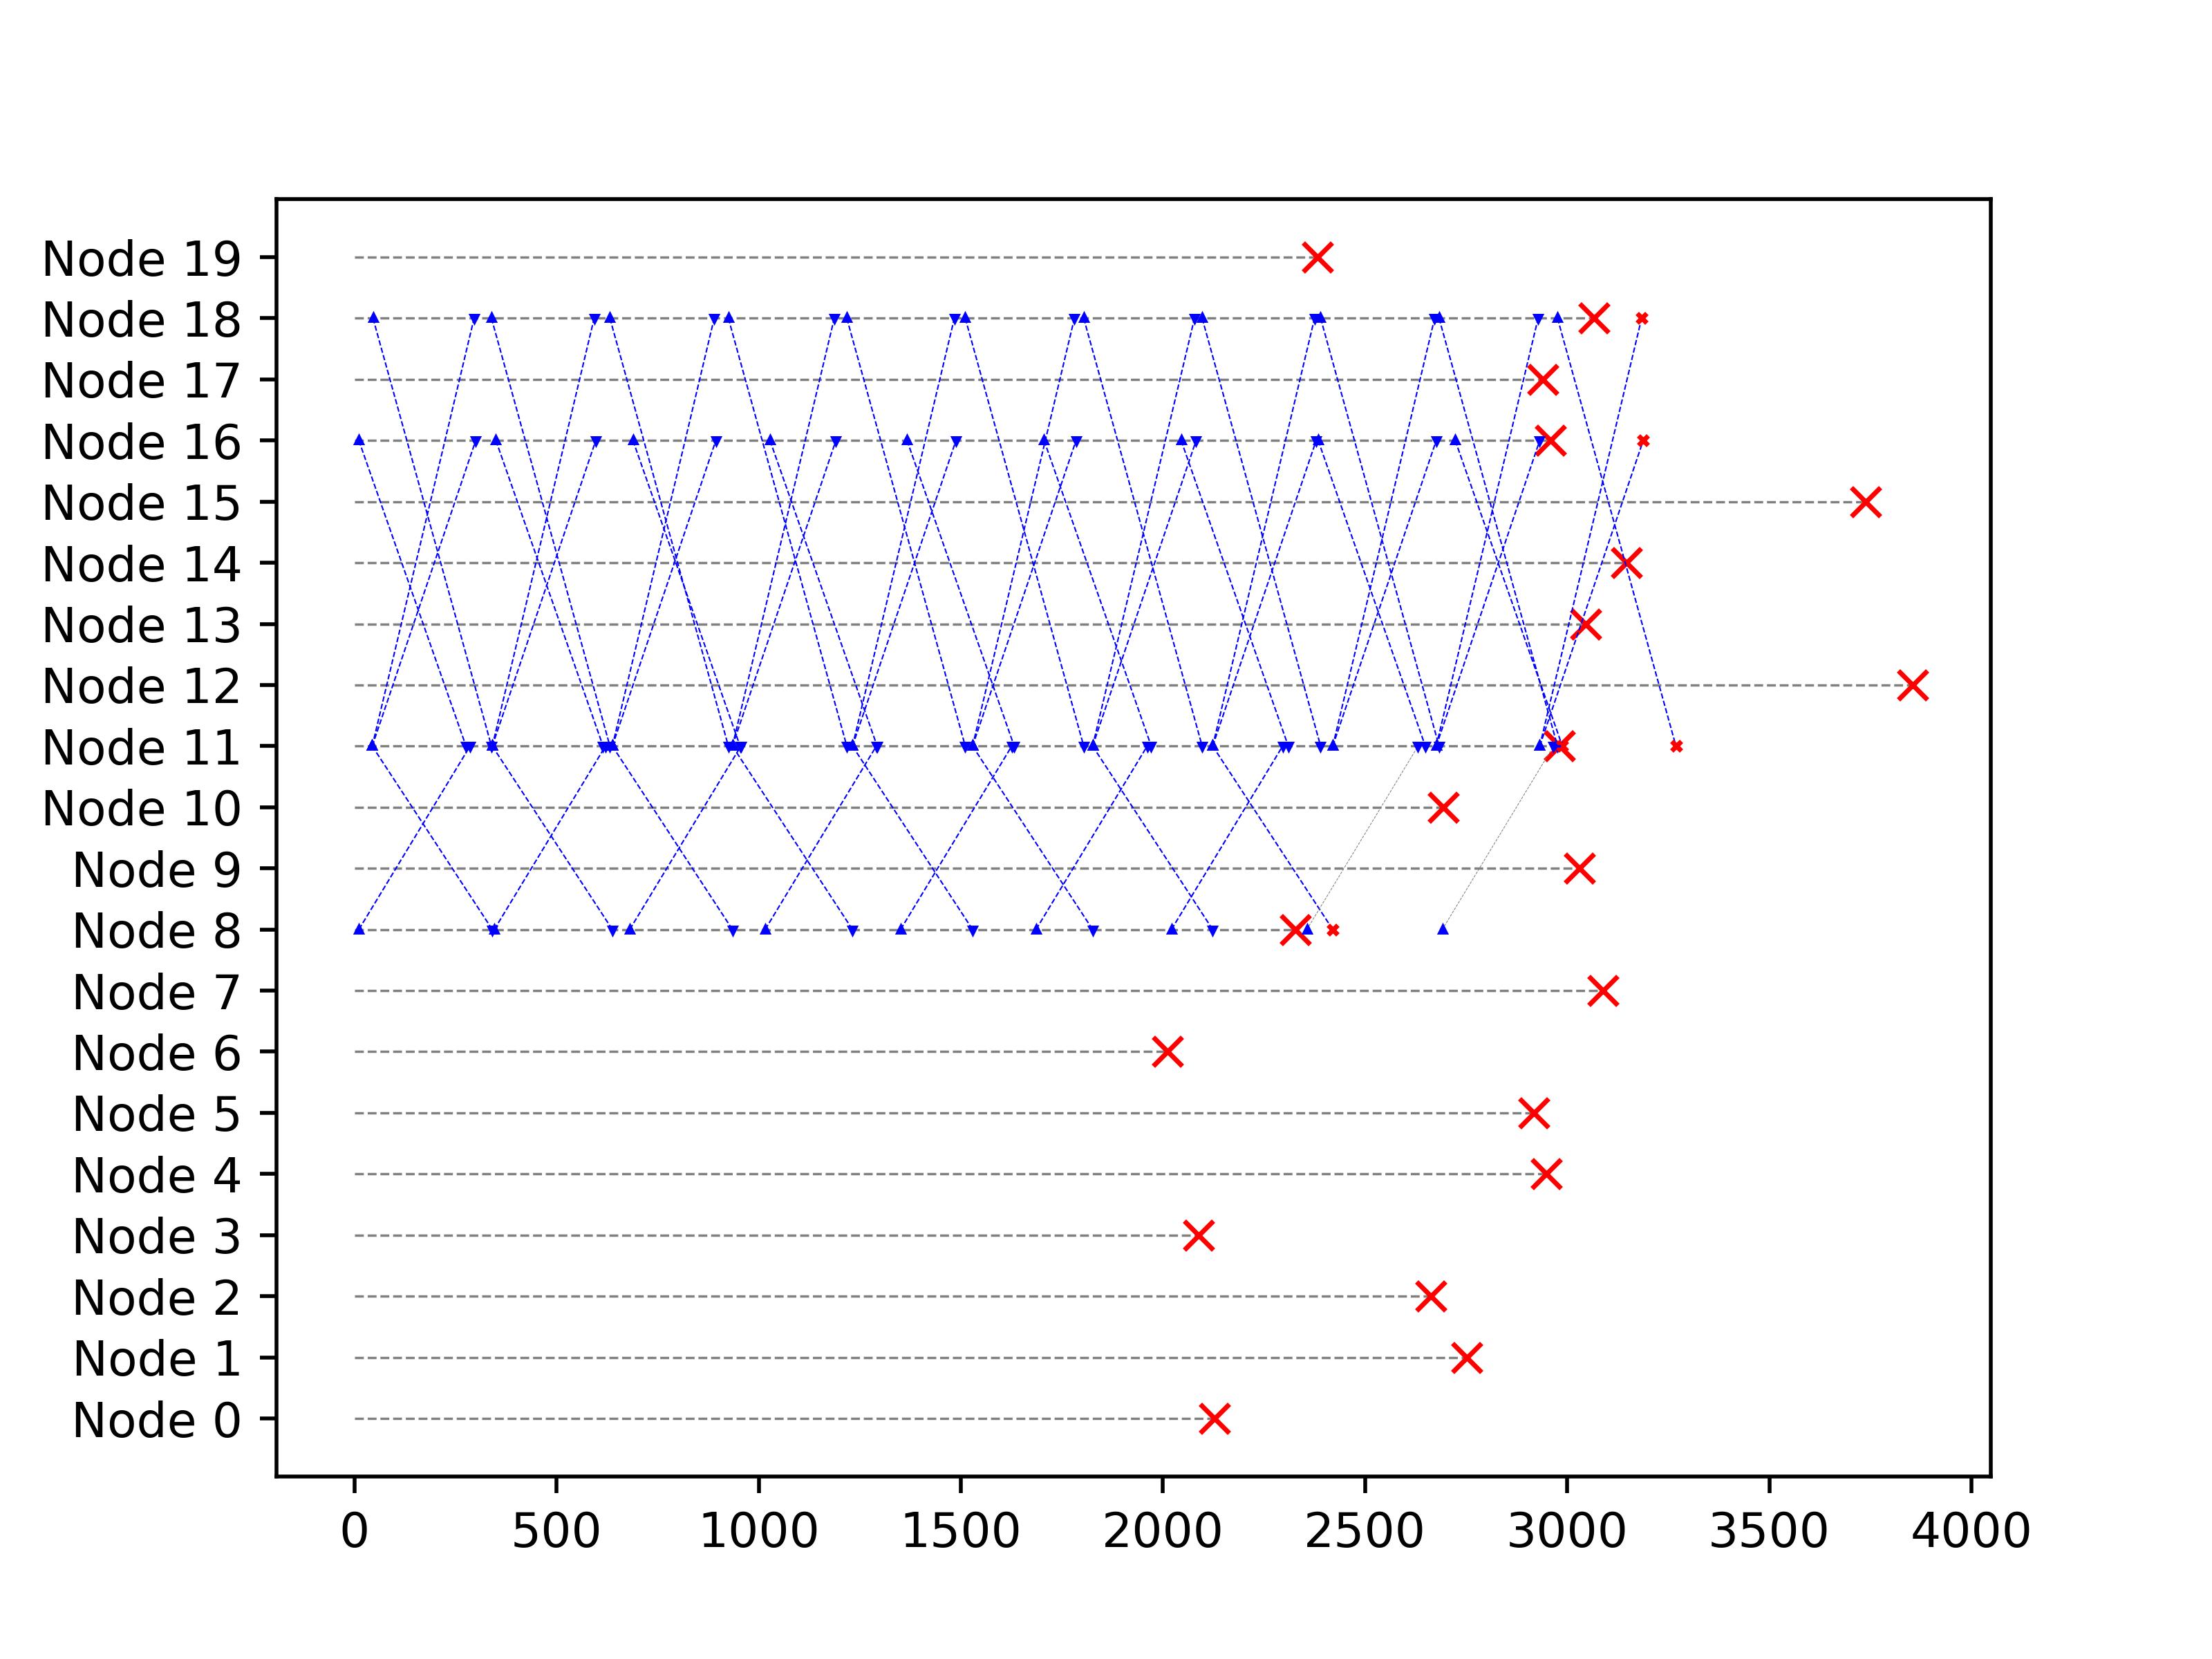 Node 19
Node 18
Node 17
Node 16
Node 15
Node 14
Node 13
Node 12
Node 11
Node 10
Node 9
Node 8
Node 7
Node 6
Node 5
Node 4
Node 3
Node 2
Node 1
Node 0
0 500 1000 1500 2000 2500 3000 3500 4000